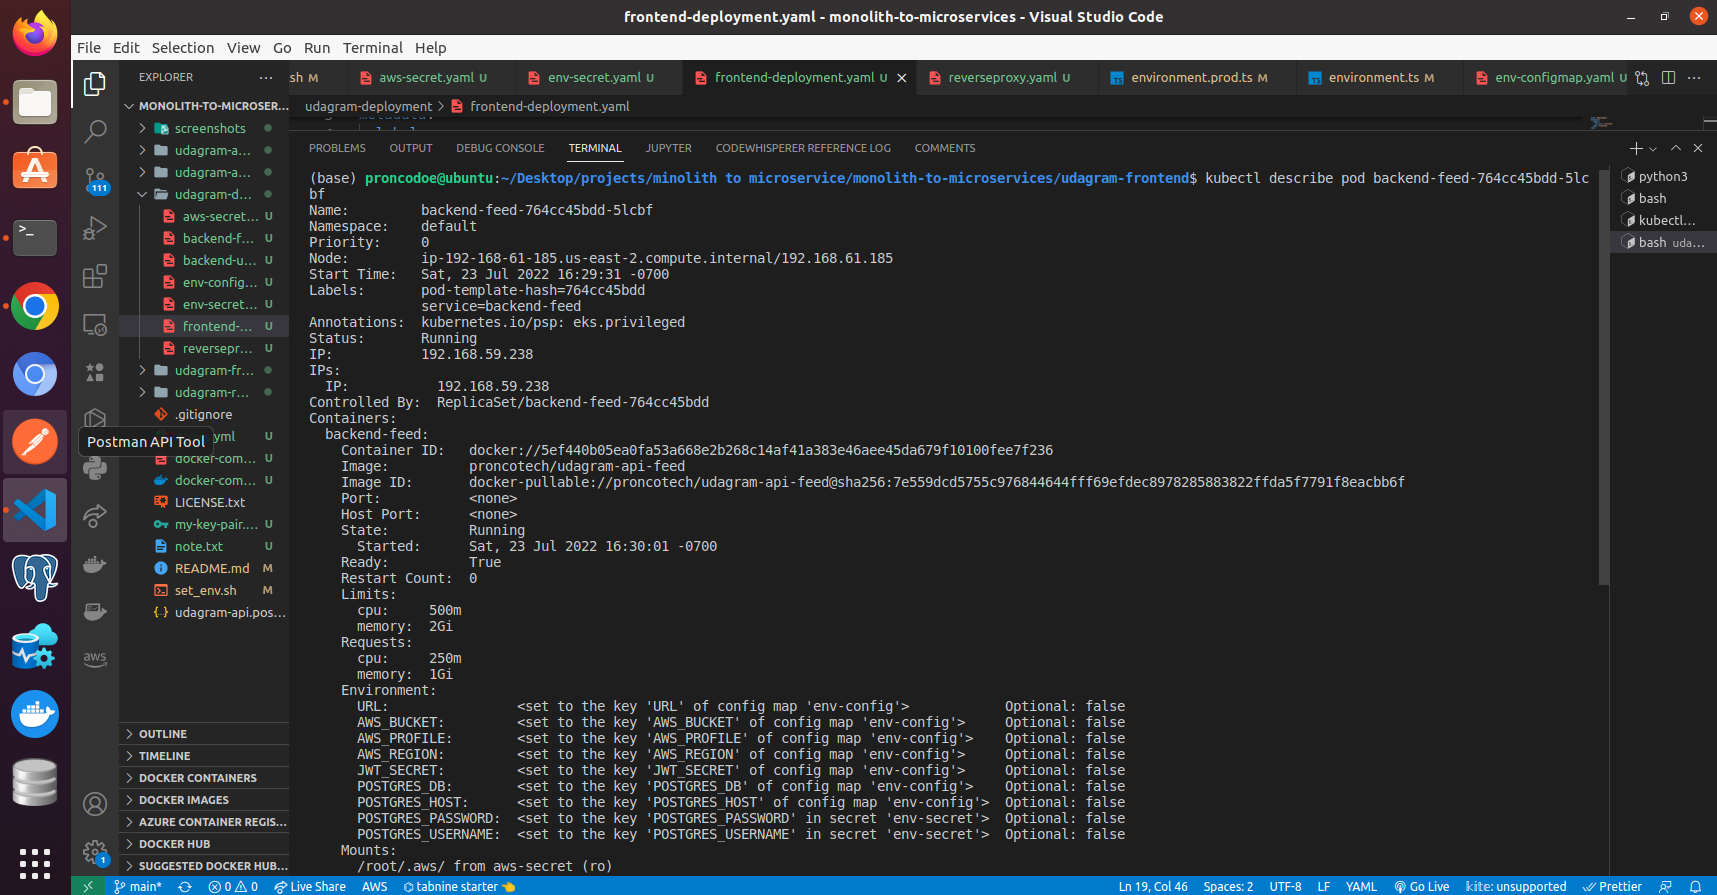 frontend-deployment.yaml - monolith-to-microservices - Visual Studio Code
File Edit Selection View Go Run Terminal Help
EXPLORER
sh M aws-secret.yaml U env-secret.yaml U frontend-deployment.yaml U reverseproxy.yaml U environment.prod.ts M environment.ts M env-configmap.yaml U
udagram-deployment > frontend-deployment.yaml
MONOLITH-TO-MICROSER...
screenshots
udagram-a...
udagram-a...
udagram-d...
aws-secret... U
backend-f... U
backend-u... U
env-config... U
env-secret... U
frontend-... U
reversepr... U
udagram-fr...
udagram-r...
.gitignore
yml U
Postman API Tool
docker-com... U
docker-com... U
LICENSE.txt
my-key-pair.... U
note.txt U
README.md M
set_env.sh M
udagram-api.pos...
OUTLINE
TIMELINE
DOCKER CONTAINERS
DOCKER IMAGES
AZURE CONTAINER REGIS...
DOCKER HUB
SUGGESTED DOCKER HUB...
111
aws
1
PROBLEMS OUTPUT DEBUG CONSOLE TERMINAL JUPYTER CODEWHISPERER REFERENCE LOG COMMENTS
python3
bash
kubectl...
bash uda...
(base) proncodoe@ubuntu:~/Desktop/projects/minolith to microservice/monolith-to-microservices/udagram-frontend$ kubectl describe pod backend-feed-764cc45bdd-5lc
bf
Name: backend-feed-764cc45bdd-5lcbf
Namespace: default
Priority: 0
Node: ip-192-168-61-185.us-east-2.compute.internal/192.168.61.185
Start Time: Sat, 23 Jul 2022 16:29:31 -0700
Labels: pod-template-hash=764cc45bdd
service=backend-feed
Annotations: kubernetes.io/psp: eks.privileged
Status: Running
IP: 192.168.59.238
IPs:
IP: 192.168.59.238
Controlled By: ReplicaSet/backend-feed-764cc45bdd
Containers:
backend-feed:
Container ID: docker://5ef440b05ea0fa53a668e2b268c14af41a383e46aee45da679f10100fee7f236
Image: proncotech/udagram-api-feed
Image ID: docker-pullable://proncotech/udagram-api-feed@sha256:7e559dcd5755c976844644fff69efdec8978285883822ffda5f7791f8eacbb6f
Port: <none>
Host Port: <none>
State: Running
Started: Sat, 23 Jul 2022 16:30:01 -0700
Ready: True
Restart Count: 0
Limits:
cpu: 500m
memory: 2Gi
Requests:
cpu: 250m
memory: 1Gi
Environment:
URL: <set to the key 'URL' of config map 'env-config'> Optional: false
AWS_BUCKET: <set to the key 'AWS_BUCKET' of config map 'env-config'> Optional: false
AWS_PROFILE: <set to the key 'AWS_PROFILE' of config map 'env-config'> Optional: false
AWS_REGION: <set to the key 'AWS_REGION' of config map 'env-config'> Optional: false
JWT_SECRET: <set to the key 'JWT_SECRET' of config map 'env-config'> Optional: false
POSTGRES_DB: <set to the key 'POSTGRES_DB' of config map 'env-config'> Optional: false
POSTGRES_HOST: <set to the key 'POSTGRES_HOST' of config map 'env-config'> Optional: false
POSTGRES_PASSWORD: <set to the key 'POSTGRES_PASSWORD' in secret 'env-secret'> Optional: false
POSTGRES_USERNAME: <set to the key 'POSTGRES_USERNAME' in secret 'env-secret'> Optional: false
Mounts:
/root/.aws/ from aws-secret (ro)
main* 0 0 Live Share AWS tabnine starter Ln 19, Col 46 Spaces: 2 UTF-8 LF YAML Go Live kite: unsupported Prettier